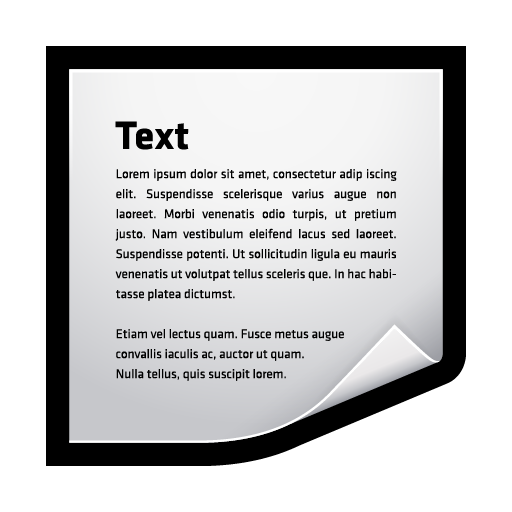 Text
Lorem ipsum dolor sit amet, consectetur adip iscing
elit. Suspendisse scelerisque varius augue non
laoreet. Morbi venenatis odio turpis, ut pretium
justo. Nam vestibulum eleifend lacus sed laoreet.
Suspendisse potenti. Ut sollicitudin ligula eu mauris
venenatis ut volutpat tellus sceleris que. In hac habi-
tasse platea dictumst.
Etiam vel lectus quam. Fusce metus augue
convallis iaculis ac, auctor ut quam.
Nulla tellus, quis suscipit lorem.